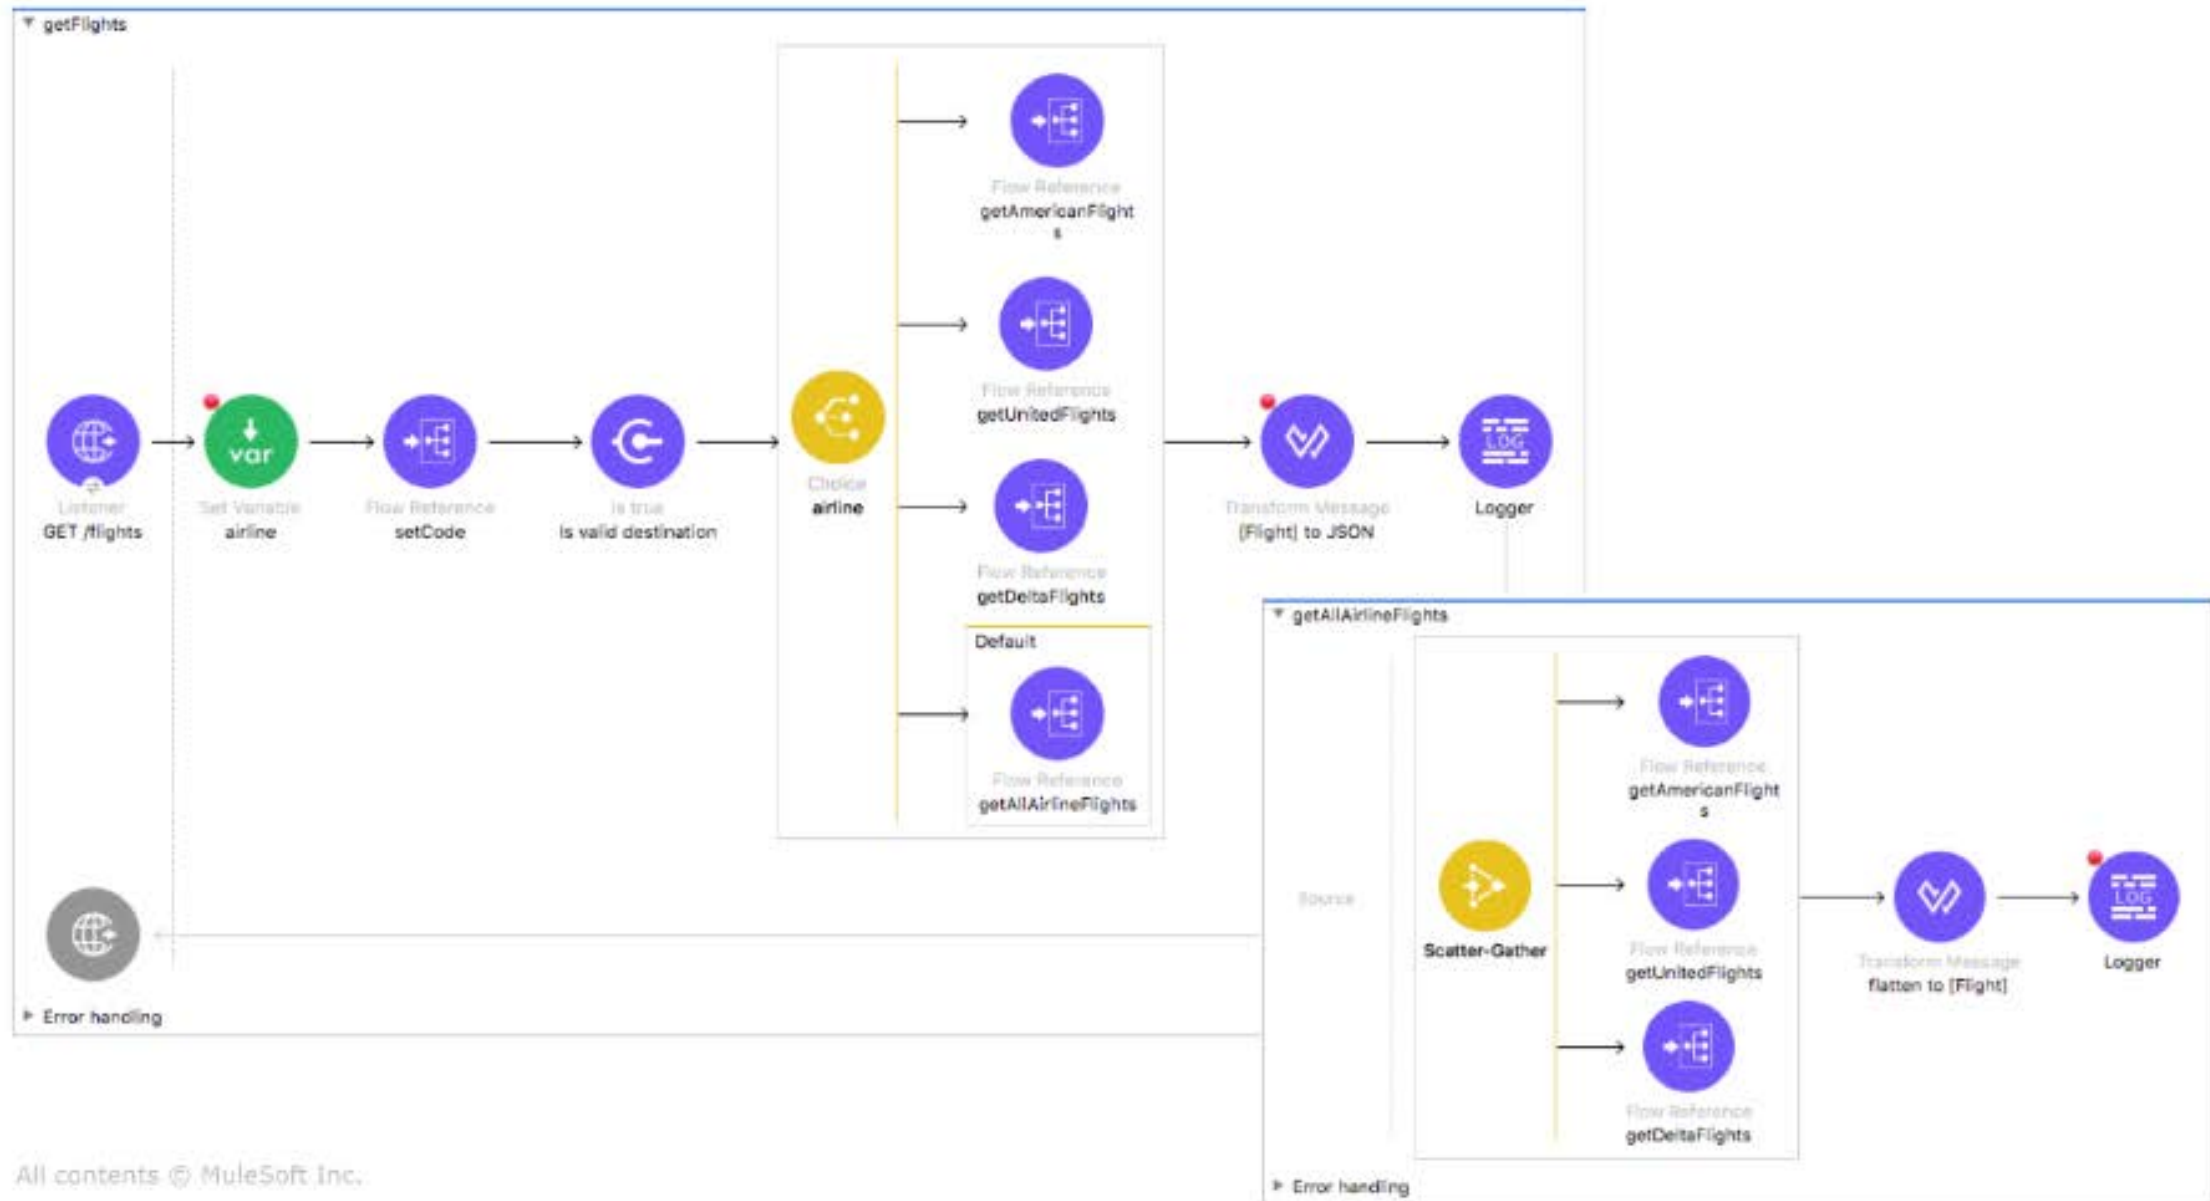 getFlights
Flow Reference
getAmericanFlight
s
Flow Reference
getUnitedFlights
Listener
GET /flights
var
Set Variable
airline
Flow Reference
setCode
Is true
Is valid destination
Choice
airline
Flow Reference
getDeltaFlights
Default
Flow Reference
getAllAirlineFlights
Transform Message
[Flight] to JSON
LOG
Logger
Error handling
getAllAirlineFlights
Source
Scatter-Gather
Flow Reference
getAmericanFlight
s
Flow Reference
getUnitedFlights
Flow Reference
getDeltaFlights
Transform Message
flatten to [Flight]
LOG
Logger
Error handling
All contents © MuleSoft Inc.